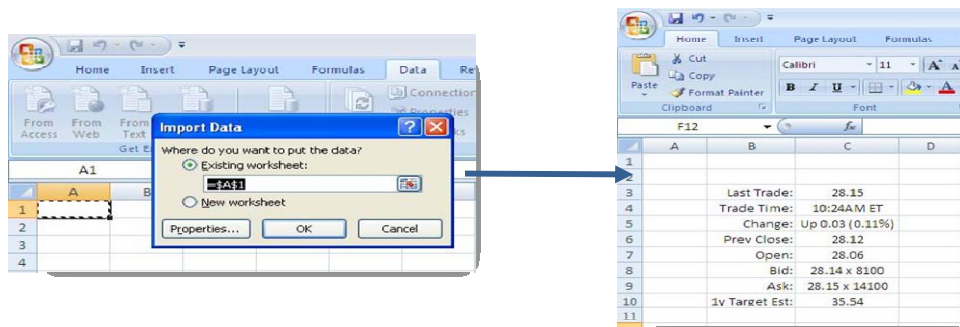 Home Insert Page Layout Formulas Data Re
From Access
From Web
From Text
Get E
Connection
Properties
ks
Import Data
Where do you want to put the data?
Existing worksheet:
=$A$1
New worksheet
Properties... OK Cancel
A1
A B
1
2
3
4
Home Insert Page Layout Formulas
Paste
Cut
Copy
Format Painter
Calibri 11 A A
B I U A
Clipboard Font
F12 fx
A B C D
1
2
3 Last Trade: 28.15
4 Trade Time: 10:24AM ET
5 Change: Up 0.03 (0.11%)
6 Prev Close: 28.12
7 Open: 28.06
8 Bid: 28.14 x 8100
9 Ask: 28.15 x 14100
10 1y Target Est: 35.54
11